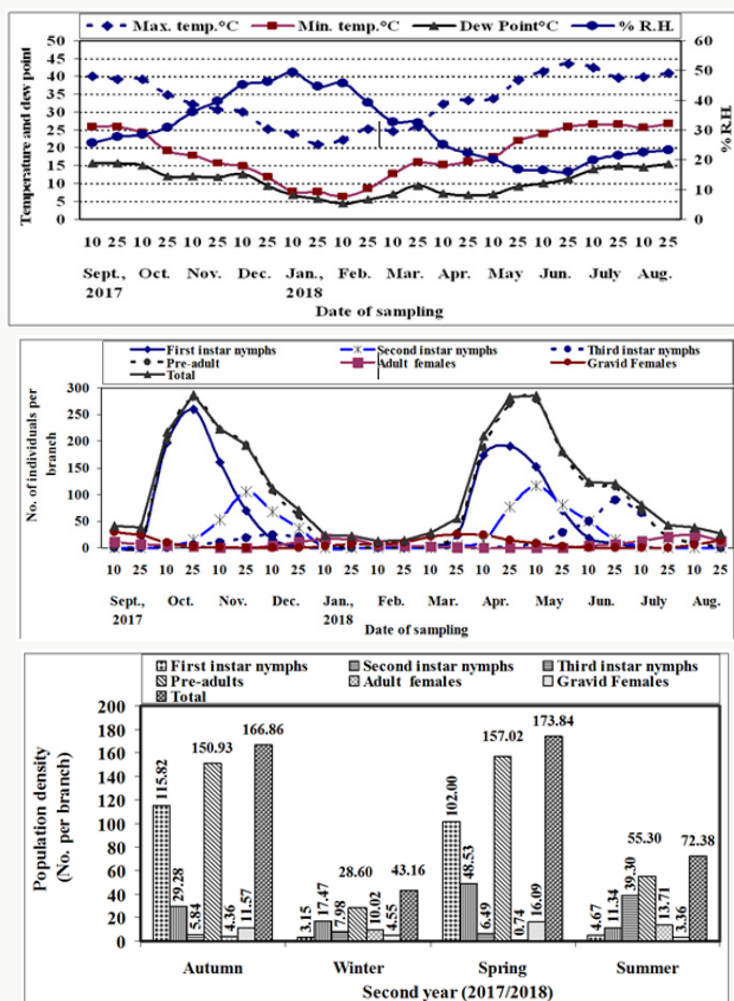 Max. temp.°C Min. temp.°C Dew Point°C % R.H.
50 45 40 35 30 25 20 15 10 5 0
Temperature and dew point
60 50 40 30 20 10 0
% R.H.
10 25 10 25 10 25 10 25 10 25 10 25 10 25 10 25 10 25 10 25 10 25 10 25
Sept., Oct. Nov. Dec. Jan., Feb. Mar. Apr. May Jun. July Aug.
2017 2018
Date of sampling
First instar nymphs Second instar nymphs Third instar nymphs
Pre-adult Adult females Gravid Females
Total
300 250 200 150 100 50 0
No. of individuals per
branch
10 25 10 25 10 25 10 25 10 25 10 25 10 25 10 25 10 25 10 25 10 25 10 25
Sept., Oct. Nov. Dec. Jan., Feb. Mar. Apr. May Jun. July Aug.
2017 2018
Date of sampling
First instar nymphs Second instar nymphs Third instar nymphs
Pre-adults Adult females Gravid Females
Total
200 180 160 140 120 100 80 60 40 20 0
Population density
(No. per branch)
115.82 29.28 5.84 150.93 4.36 11.57 166.86
3.15 17.47 7.98 28.60 10.02 4.55 43.16
102.00 48.53 6.49 157.02 0.74 16.09 173.84
4.67 11.34 39.30 55.30 13.71 3.36 72.38
Autumn Winter Spring Summer
Second year (2017/2018)